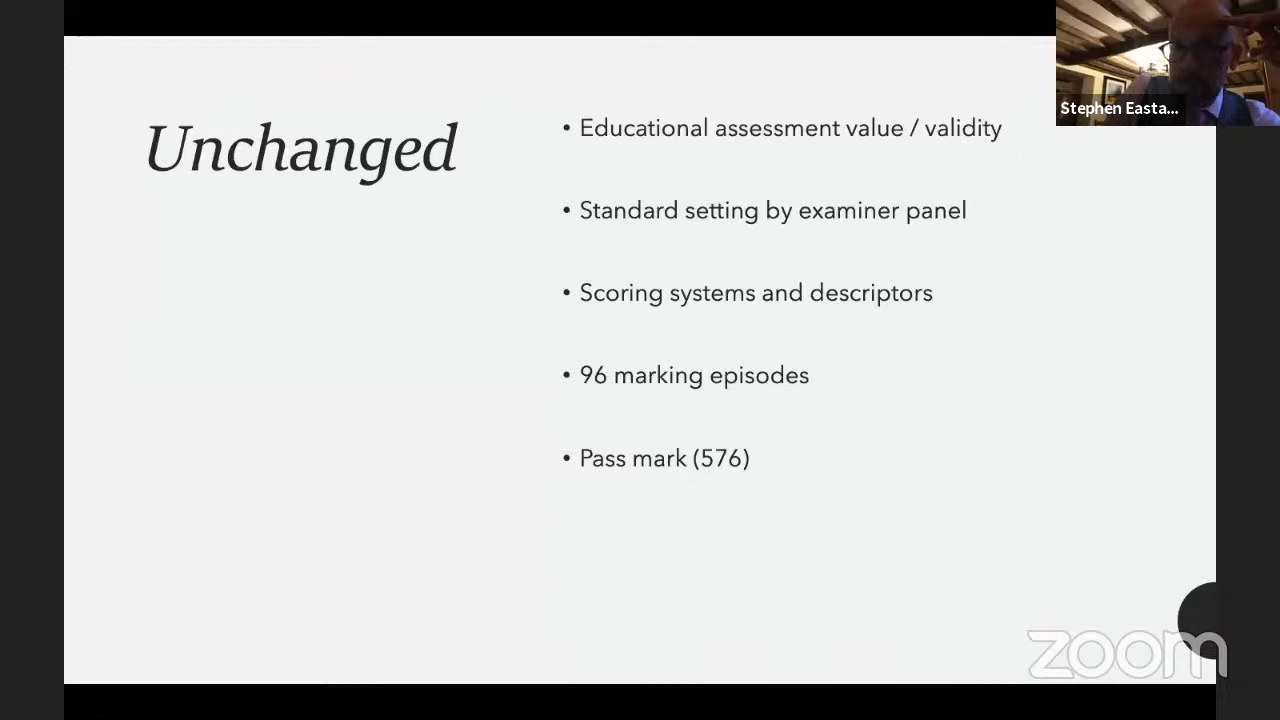 Unchanged
• Educational assessment value / validity
• Standard setting by examiner panel
• Scoring systems and descriptors
• 96 marking episodes
• Pass mark (576)
Stephen Easta...
zoom